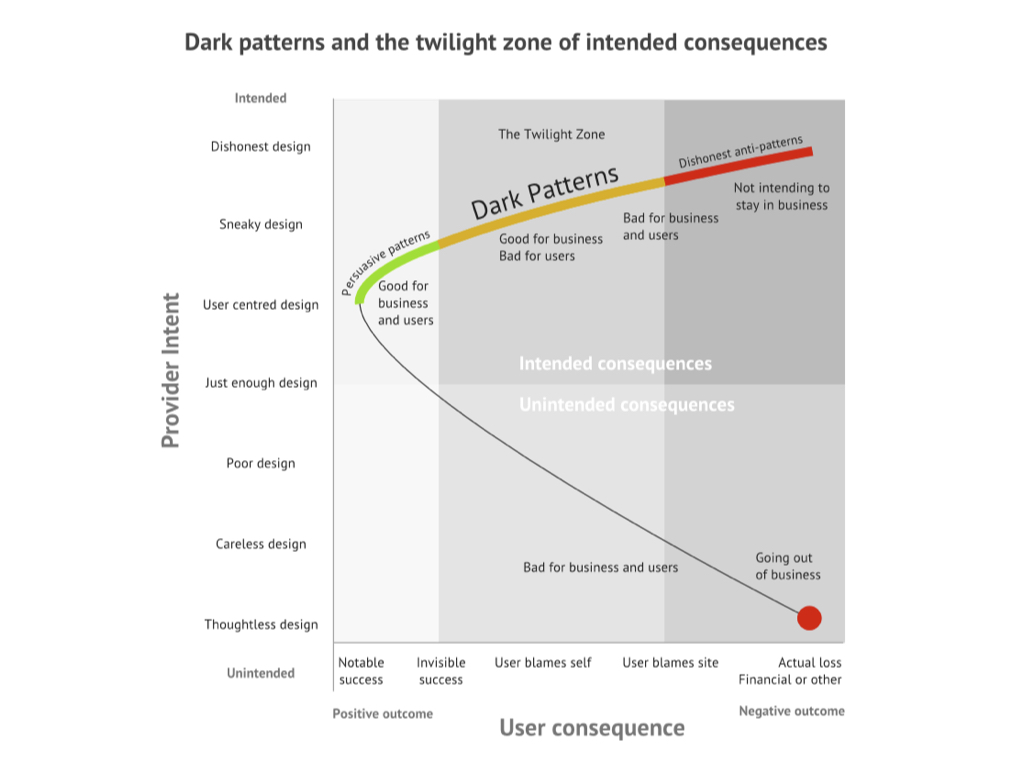 Dark patterns and the twilight zone of intended consequences
Intended
Dishonest design
Sneaky design
User centred design
Just enough design
Poor design
Careless design
Thoughtless design
Unintended
Provider Intent
The Twilight Zone
Dishonest anti-patterns
Dark Patterns
Not intending to
stay in business
Bad for business
and users
Good for business
Bad for users
Persuasive patterns
Good for
business
and users
Intended consequences
Unintended consequences
Going out
of business
Bad for business and users
Notable
success
Invisible
success
User blames self
User blames site
Actual loss
Financial or other
Positive outcome
Negative outcome
User consequence